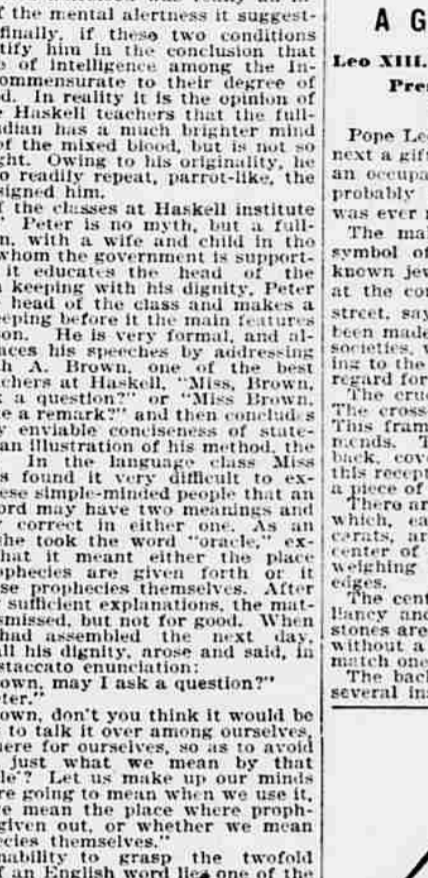 f the mental alertness it suggest-
finally, if these two conditions
tify him in the conclusion that
of intelligence among the In-
ommensurate to their degree of
d. In reality it is the opinion of
Haskell teachers that the full-
dian has a much brighter mind
of the mixed blood, but is not so
ght. Owing to his originality, he
o readily repeat, parrot-like, the
signed him.
f the classes at Haskell institute
Peter is no myth, but a full-
n, with a wife and child in the
whom the government is support-
it educates the head of the
keeping with his dignity, Peter
head of the class and makes a
eeping before it the main features
on. He is very formal, and al-
aces his speeches by addressing
h A. Brown, one of the best
chers at Haskell, "Miss, Brown,
k a question?" or "Miss Brown,
e a remark?" and then concludes
y enviable conciseness of state-
an illustration of his method, the
In the language class Miss
s found it very difficult to ex-
ese simple-minded people that an
ord may have two meanings and
correct in either one. As an
she took the word "oracle," ex-
hat it meant either the place
ophecies are given forth or it
se prophecies themselves. After
sufficient explanations, the mat-
smissed, but not for good. When
had assembled the next day,
all his dignity, arose and said, in
staccato enunciation:
own, may I ask a question?"
ter."
own, don't you think it would be
to talk it over among ourselves,
here for ourselves, so as to avoid
just what we mean by that
le'? Let us make up our minds
re going to mean when we use it,
e mean the place where proph-
given out, or whether we mean
ecies themselves."
nability to grasp the twofold
f an English word lies one of the
A G
Leo XIII.
Pre
Pope Le
next a gift
an occupa
probably
was ever
The ma
symbol of
known jew
at the co
street, say
been made
societies, 
ing to the
regard for
The cruc
The cross
This fram
monds. T
back, cov
this recept
a piece of
There ar
which, ea
carats, ar
center of
weighing
edges.
The cent
liancy and
stones are
without a
match one
The bac
several in